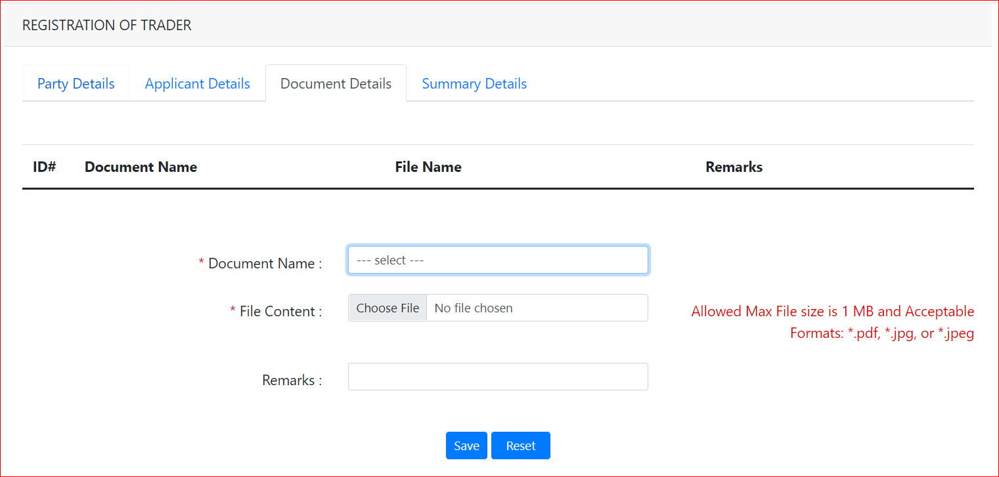 REGISTRATION OF TRADER
Party Details Applicant Details Document Details Summary Details
ID# Document Name File Name Remarks
* Document Name : --- select ---
* File Content : Choose File No file chosen Allowed Max File size is 1 MB and Acceptable
Formats: *.pdf, *.jpg, or *.jpeg
Remarks :
Save Reset